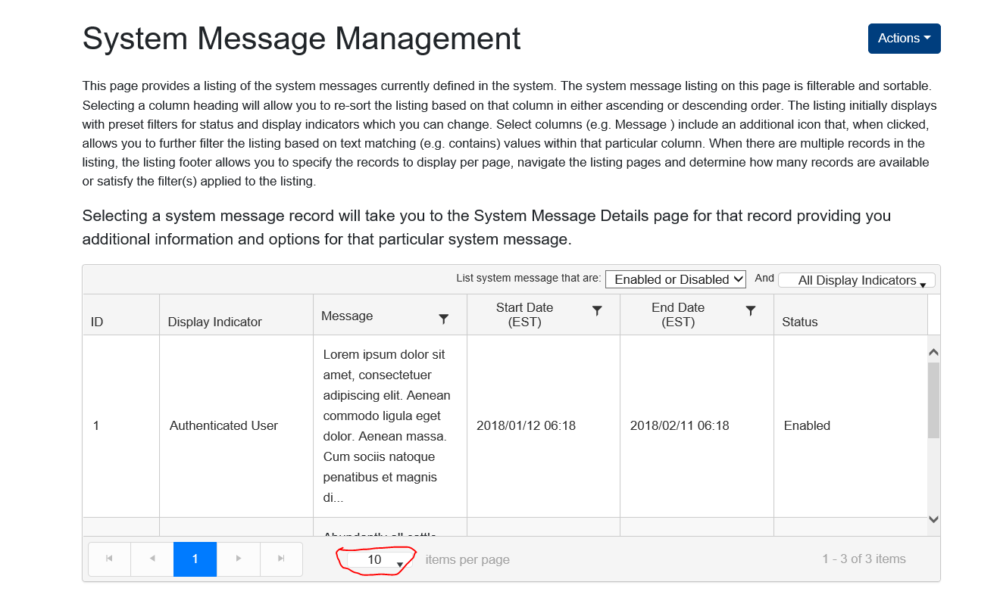 System Message Management
Actions
This page provides a listing of the system messages currently defined in the system. The system message listing on this page is filterable and sortable.
Selecting a column heading will allow you to re-sort the listing based on that column in either ascending or descending order. The listing initially displays
with preset filters for status and display indicators which you can change. Select columns (e.g. Message ) include an additional icon that, when clicked,
allows you to further filter the listing based on text matching (e.g. contains) values within that particular column. When there are multiple records in the
listing, the listing footer allows you to specify the records to display per page, navigate the listing pages and determine how many records are available
or satisfy the filter(s) applied to the listing.
Selecting a system message record will take you to the System Message Details page for that record providing you
additional information and options for that particular system message.
List system message that are: Enabled or Disabled And All Display Indicators
ID Display Indicator Message Start Date (EST) End Date (EST) Status
1
Authenticated User
Lorem ipsum dolor sit
amet, consectetuer
adipiscing elit. Aenean
commodo ligula eget
dolor. Aenean massa.
Cum sociis natoque
penatibus et magnis
di...
2018/01/12 06:18
2018/02/11 06:18
Enabled
1
10 items per page
1 - 3 of 3 items